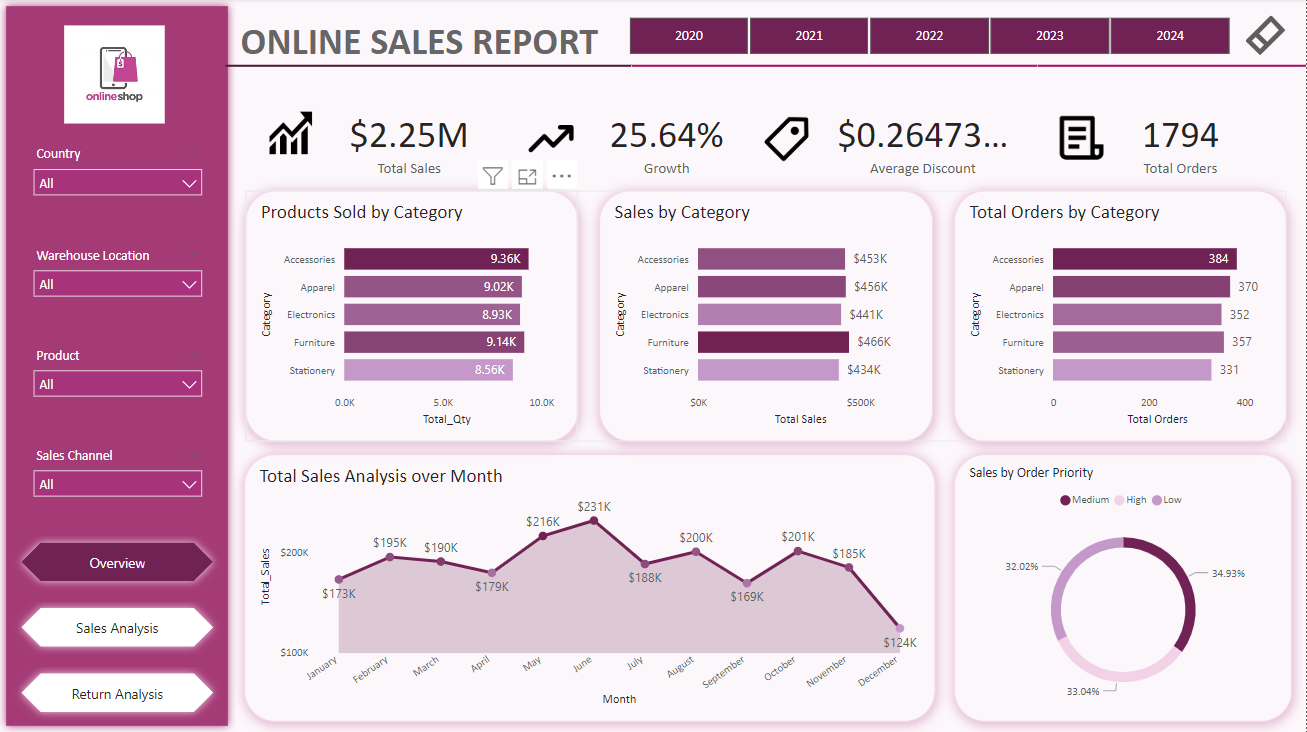 onlineshop
Country
All
Warehouse Location
All
Product
All
Sales Channel
All
Overview
Sales Analysis
Return Analysis
ONLINE SALES REPORT
2020 2021 2022 2023 2024
$2.25M
Total Sales
25.64%
Growth
$0.26473...
Average Discount
1794
Total Orders
Products Sold by Category
Category
Accessories 9.36K
Apparel 9.02K
Electronics 8.93K
Furniture 9.14K
Stationery 8.56K
0.0K 5.0K 10.0K
Total_Qty
Sales by Category
Category
Accessories $453K
Apparel $456K
Electronics $441K
Furniture $466K
Stationery $434K
$0K $500K
Total Sales
Total Orders by Category
Category
Accessories 384
Apparel 370
Electronics 352
Furniture 357
Stationery 331
0 200 400
Total Orders
Total Sales Analysis over Month
Total_Sales
$200K
$100K
$173K $195K $190K $179K $216K $231K $188K $200K $169K $201K $185K $124K
January February March April May June July August September October November December
Month
Sales by Order Priority
Medium High Low
32.02%
34.93%
33.04%